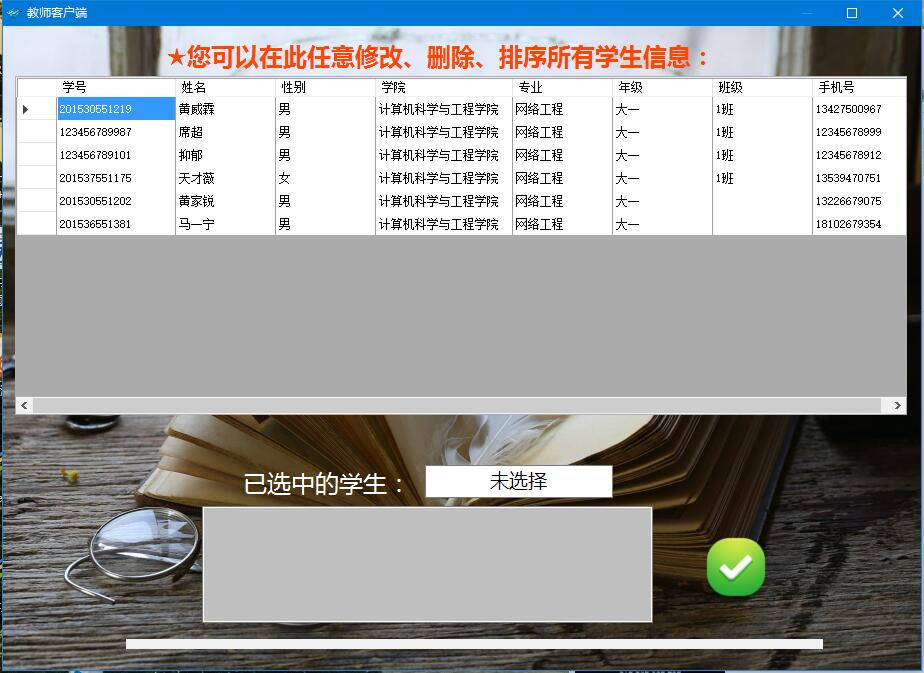 教师客户端
★您可以在此任意修改、删除、排序所有学生信息：
学号 姓名 性别 学院 专业 年级 班级 手机号
201530551219 黄威霖 男 计算机科学与工程学院 网络工程 大一 1班 13427500967
123456789987 席超 男 计算机科学与工程学院 网络工程 大一 1班 12345678999
123456789101 抑郁 男 计算机科学与工程学院 网络工程 大一 1班 12345678912
201537551175 天才薇 女 计算机科学与工程学院 网络工程 大一 1班 13539470751
201530551202 黄家锐 男 计算机科学与工程学院 网络工程 大一 13226679075
201536551381 马一宁 男 计算机科学与工程学院 网络工程 大一 18102679354
已选中的学生： 未选择